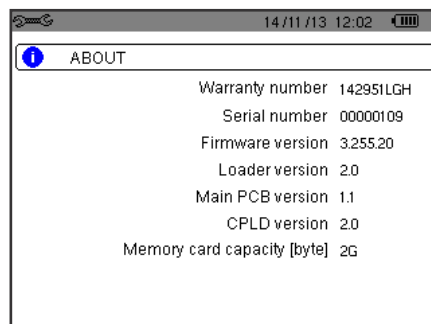 14/11/13 12:02
i ABOUT
Warranty number 142951LGH
Serial number 00000109
Firmware version 3.255.20
Loader version 2.0
Main PCB version 1.1
CPLD version 2.0
Memory card capacity [byte] 2G